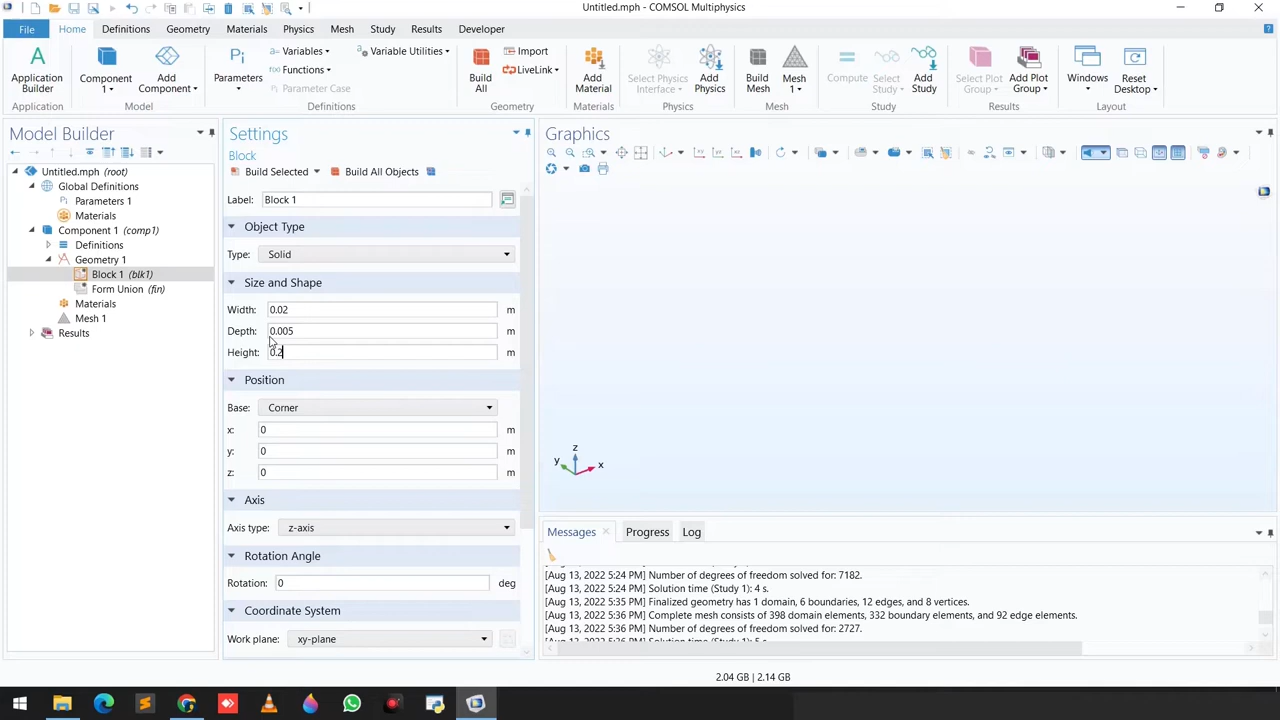 Untitled.mph - COMSOL Multiphysics
File Home Definitions Geometry Materials Physics Mesh Study Results Developer
Application Builder
Component 1
Add Component
Parameters
Variables
Functions
Parameter Case
Variable Utilities
Build All
Import
LiveLink
Add Material
Select Physics Interface
Add Physics
Build Mesh
Mesh 1
Compute
Select Study
Add Study
Select Plot Group
Add Plot Group
Windows
Reset Desktop
Application Model Definitions Geometry Materials Physics Mesh Study Results Layout
Model Builder
Untitled.mph (root)
Global Definitions
Parameters 1
Materials
Component 1 (comp1)
Definitions
Geometry 1
Block 1 (blk1)
Form Union (fin)
Materials
Mesh 1
Results
Settings
Block
Build Selected Build All Objects
Label: Block 1
Object Type
Type: Solid
Size and Shape
Width: 0.02 m
Depth: 0.005 m
Height: 0.2 m
Position
Base: Corner
x: 0 m
y: 0 m
z: 0 m
Axis
Axis type: z-axis
Rotation Angle
Rotation: 0 deg
Coordinate System
Work plane: xy-plane
Graphics
z
y
x
Messages Progress Log
[Aug 13, 2022 5:24 PM] Number of degrees of freedom solved for: 7182.
[Aug 13, 2022 5:24 PM] Solution time (Study 1): 4 s.
[Aug 13, 2022 5:35 PM] Finalized geometry has 1 domain, 6 boundaries, 12 edges, and 8 vertices.
[Aug 13, 2022 5:36 PM] Complete mesh consists of 398 domain elements, 332 boundary elements, and 92 edge elements.
[Aug 13, 2022 5:36 PM] Number of degrees of freedom solved for: 2727.
[Aug 13, 2022 5:36 PM] Solution time (Study 1): 5 s.
2.04 GB | 2.14 GB